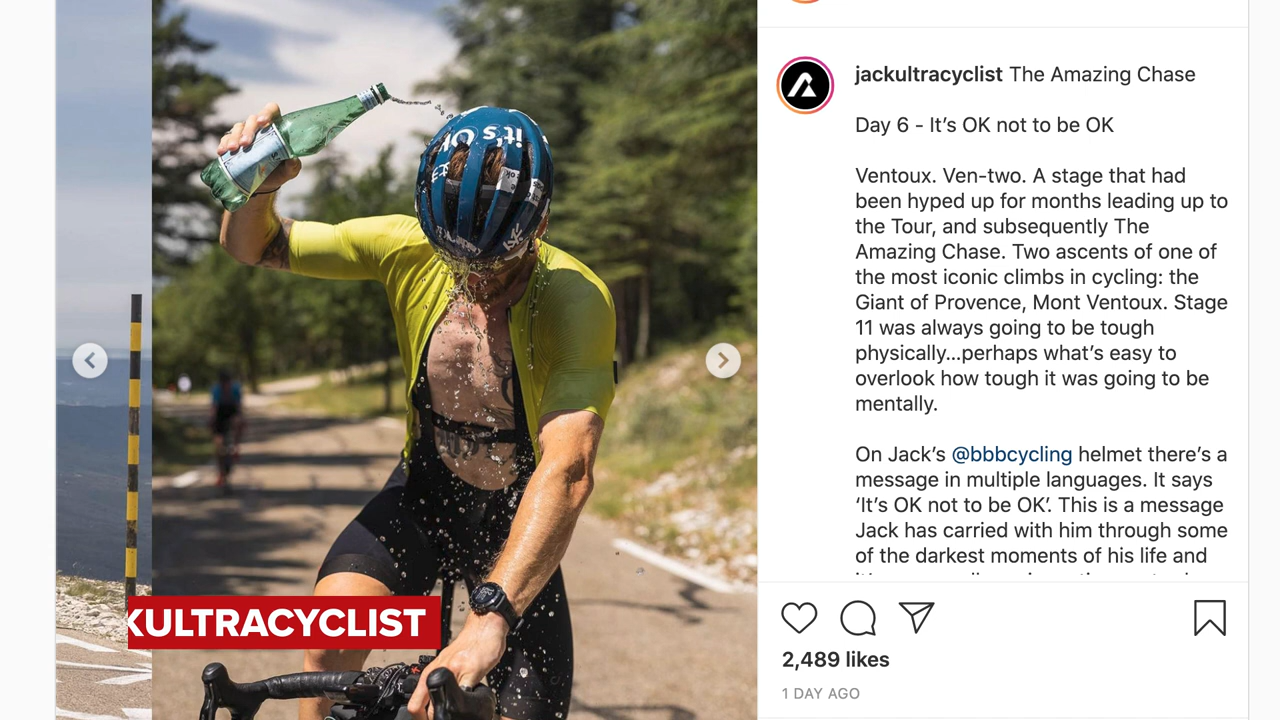 it's OK
jackultracyclist The Amazing Chase
Day 6 - It’s OK not to be OK
Ventoux. Ven-two. A stage that had
been hyped up for months leading up to
the Tour, and subsequently The
Amazing Chase. Two ascents of one of
the most iconic climbs in cycling: the
Giant of Provence, Mont Ventoux. Stage
11 was always going to be tough
physically...perhaps what’s easy to
overlook how tough it was going to be
mentally.
On Jack’s @bbbcycling helmet there’s a
message in multiple languages. It says
‘It’s OK not to be OK’. This is a message
Jack has carried with him through some
of the darkest moments of his life and
KULTRACYCLIST
2,489 likes
1 DAY AGO